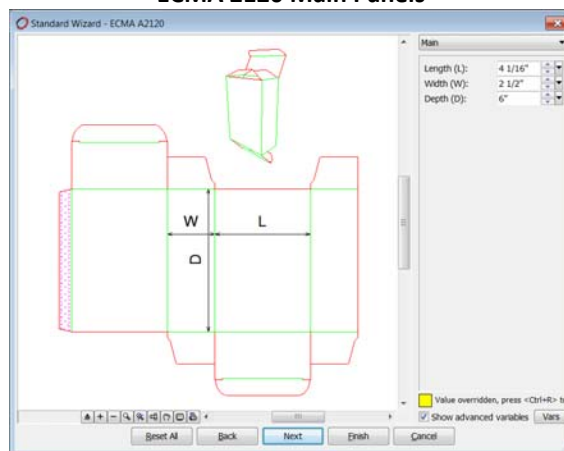 ECMA 2120 Main Panels
Standard Wizard - ECMA A2120
Main
Length (L): 4 1/16"
Width (W): 2 1/2"
Depth (D): 6"
W
L
D
Value overridden, press <Ctrl+R> t
Show advanced variables Vars
Reset All Back Next Finish Cancel